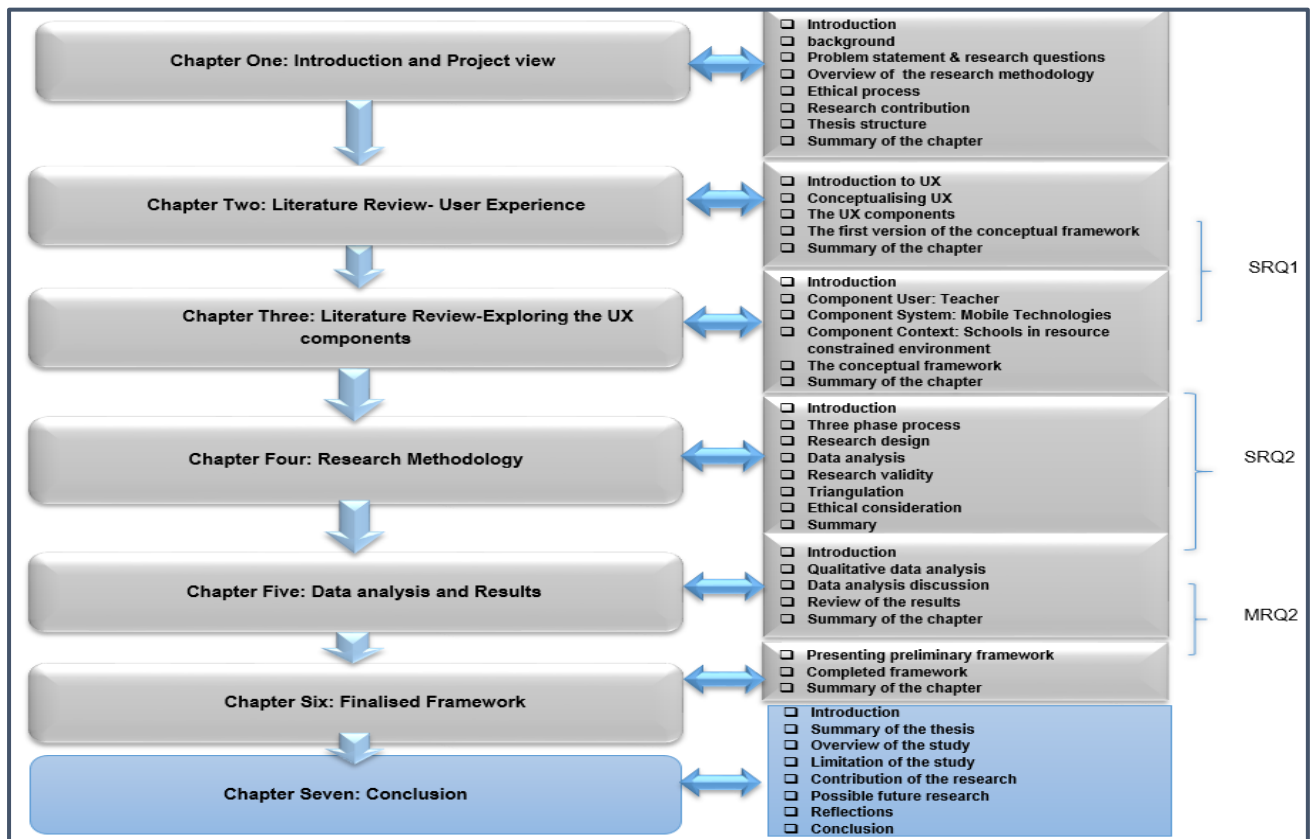 Chapter One: Introduction and Project view
Introduction
background
Problem statement & research questions
Overview of the research methodology
Ethical process
Research contribution
Thesis structure
Summary of the chapter
Chapter Two: Literature Review- User Experience
Introduction to UX
Conceptualising UX
The UX components
The first version of the conceptual framework
Summary of the chapter
SRQ1
Chapter Three: Literature Review-Exploring the UX
components
Introduction
Component User: Teacher
Component System: Mobile Technologies
Component Context: Schools in resource
constrained environment
The conceptual framework
Summary of the chapter
Chapter Four: Research Methodology
Introduction
Three phase process
Research design
Data analysis
Research validity
Triangulation
Ethical consideration
Summary
SRQ2
Chapter Five: Data analysis and Results
Introduction
Qualitative data analysis
Data analysis discussion
Review of the results
Summary of the chapter
MRQ2
Chapter Six: Finalised Framework
Presenting preliminary framework
Completed framework
Summary of the chapter
Chapter Seven: Conclusion
Introduction
Summary of the thesis
Overview of the study
Limitation of the study
Contribution of the research
Possible future research
Reflections
Conclusion